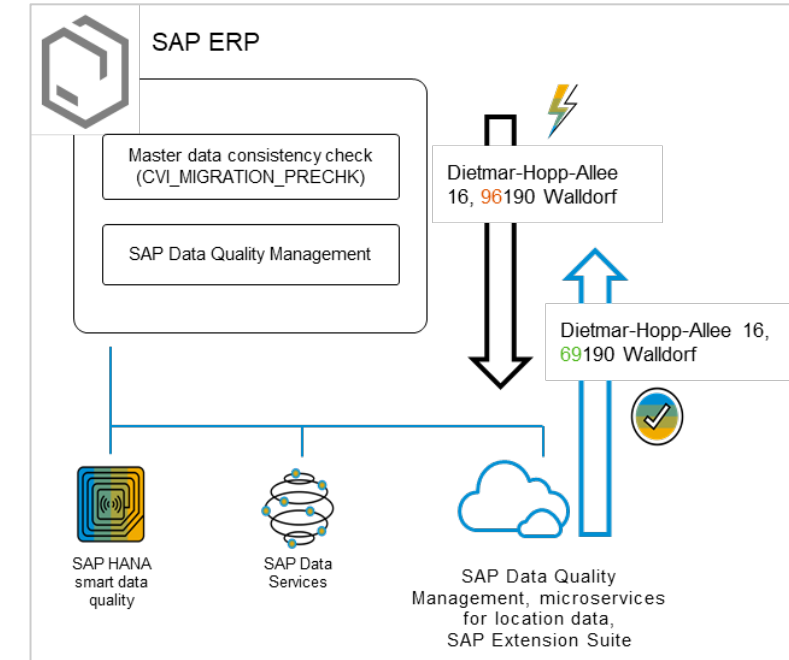 SAP ERP
Master data consistency check
(CVI_MIGRATION_PRECHK)
SAP Data Quality Management
Dietmar-Hopp-Allee
16, 96190 Walldorf
Dietmar-Hopp-Allee 16,
69190 Walldorf
SAP HANA
smart data
quality
SAP Data
Services
SAP Data Quality
Management, microservices
for location data,
SAP Extension Suite